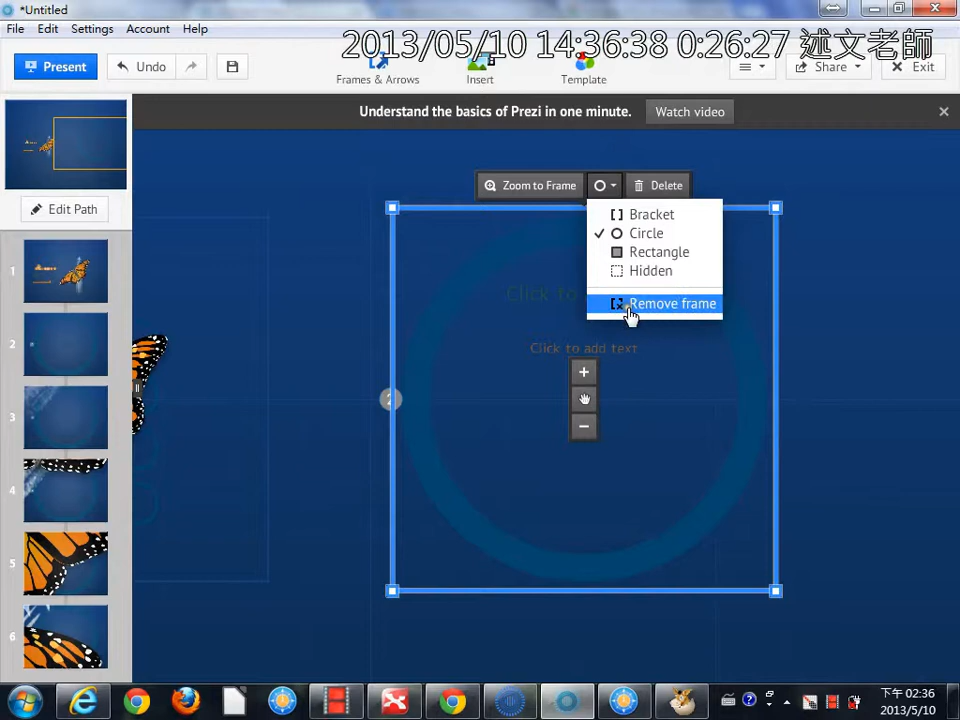 *Untitled
File Edit Settings Account Help
2013/05/10 14:36:38 0:26:27 述文老師
Present Undo Frames & Arrows Insert Template Share Exit
Understand the basics of Prezi in one minute. Watch video
Zoom to Frame Delete
Bracket
Circle
Rectangle
Hidden
Remove frame
Edit Path
Click to
Click to add text
1
2
3
4
5
6
下午 02:36
2013/5/10